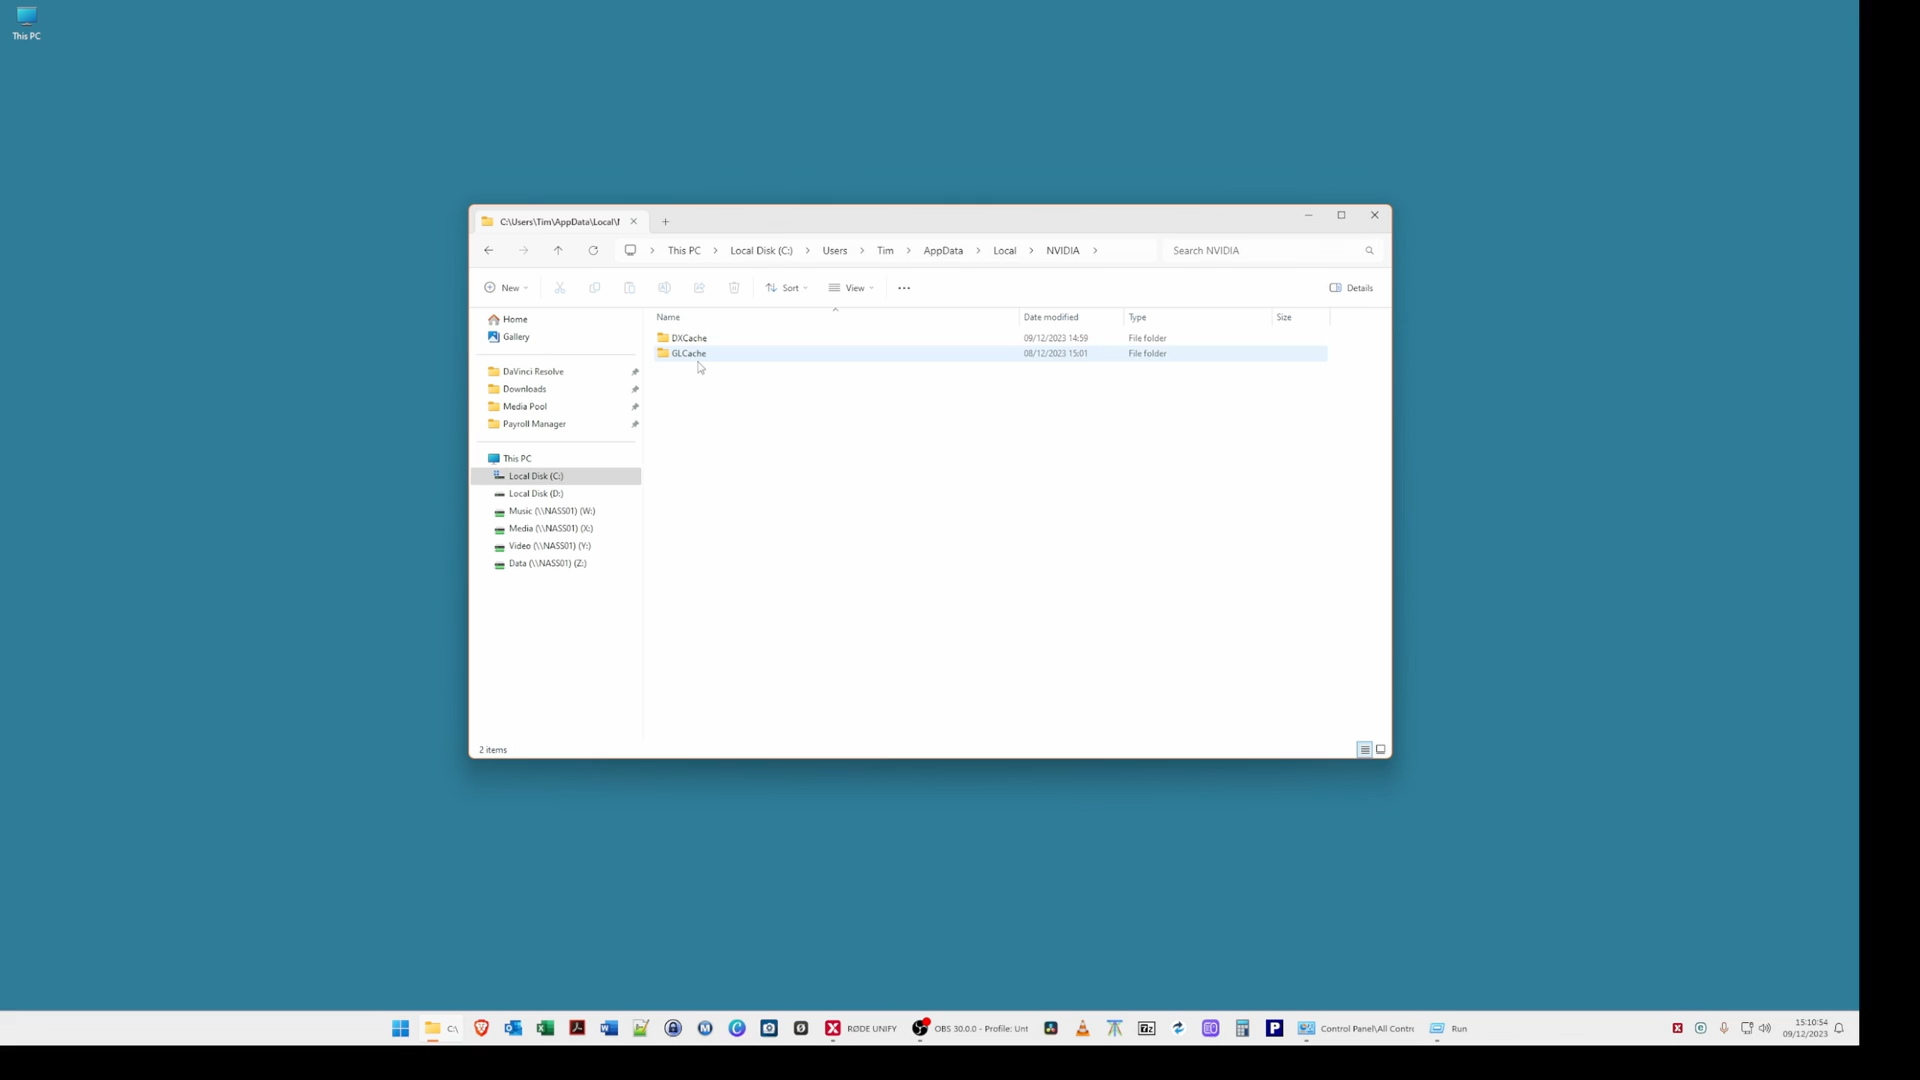 This PC
C:\Users\Tim\AppData\Local\
This PC > Local Disk (C:) > Users > Tim > AppData > Local > NVIDIA >
Search NVIDIA
New
Sort
View
Details
Name
Date modified
Type
Size
Home
Gallery
DXCache 09/12/2023 14:59 File folder
GLCache 08/12/2023 15:01 File folder
DaVinci Resolve
Downloads
Media Pool
Payroll Manager
This PC
Local Disk (C:)
Local Disk (D:)
Music (\\NASS01) (W:)
Media (\\NASS01) (X:)
Video (\\NASS01) (Y:)
Data (\\NASS01) (Z:)
2 items
C:\
RØDE UNIFY
OBS 30.0.0 - Profile: Unt
7z
P
Control Panel\All Contro
Run
15:10:54
09/12/2023